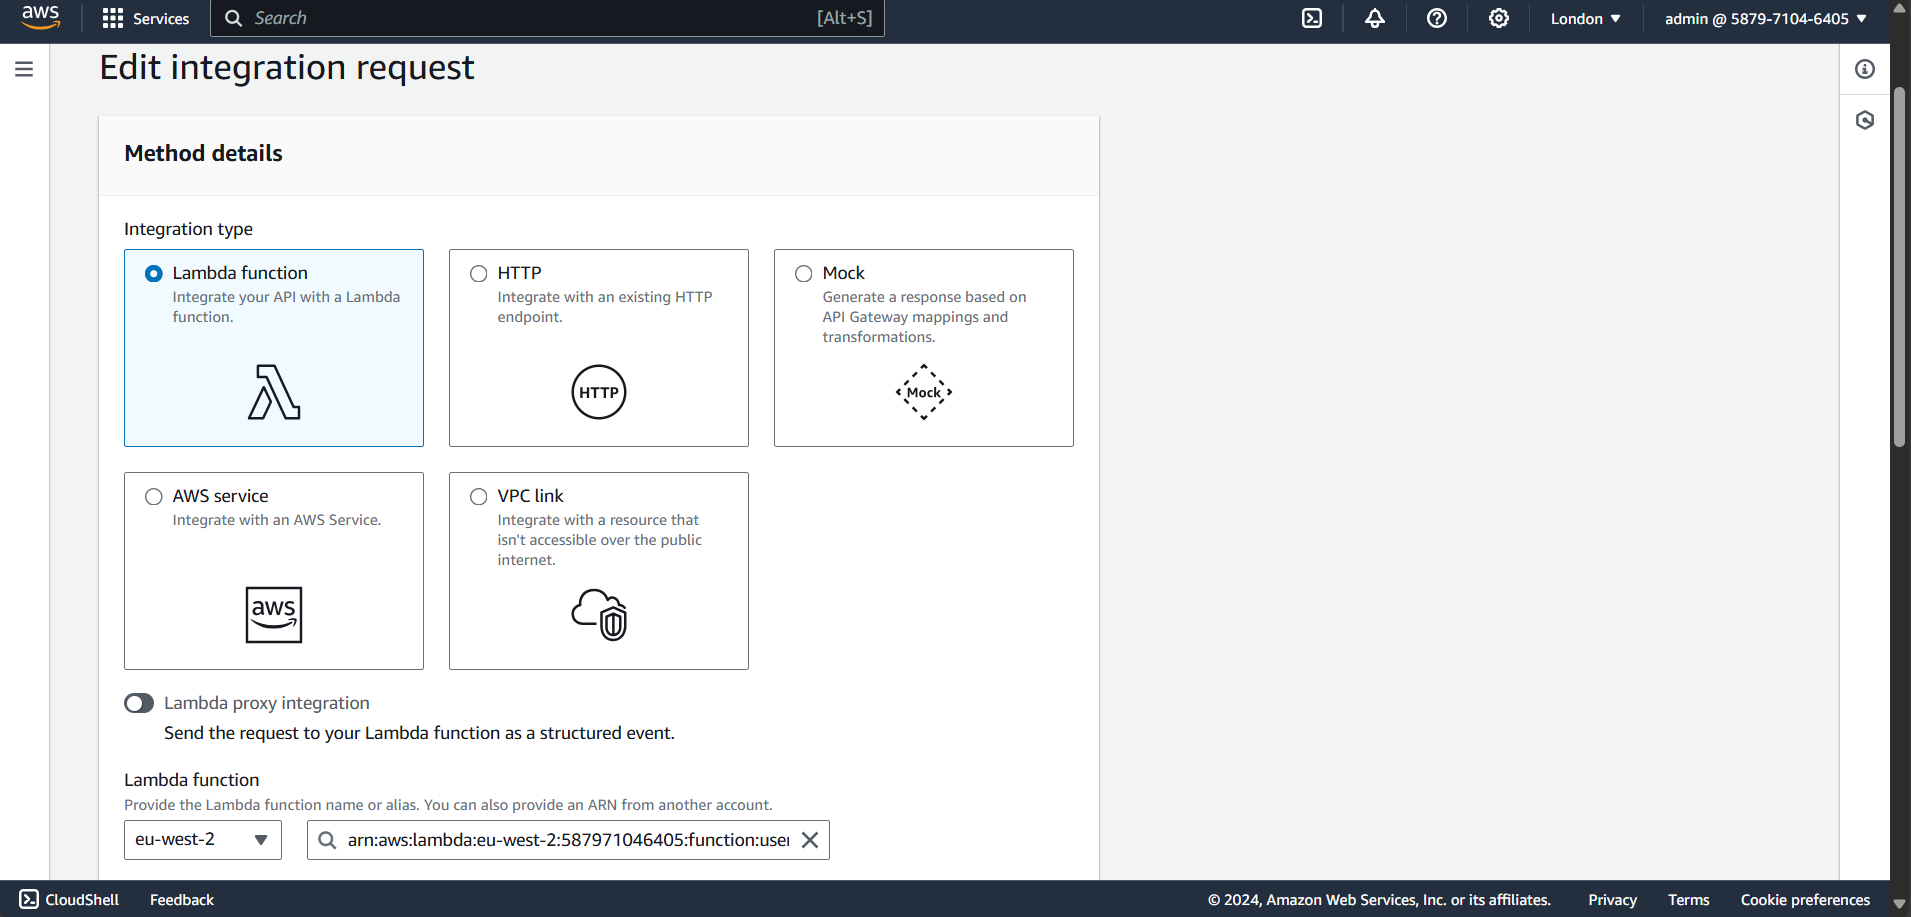 aws
Services
Search
[Alt+S]
London
admin @ 5879-7104-6405
Edit integration request
Method details
Integration type
Lambda function
Integrate your API with a Lambda
function.
HTTP
Integrate with an existing HTTP
endpoint.
HTTP
Mock
Generate a response based on
API Gateway mappings and
transformations.
Mock
AWS service
Integrate with an AWS Service.
aws
VPC link
Integrate with a resource that
isn't accessible over the public
internet.
Lambda proxy integration
Send the request to your Lambda function as a structured event.
Lambda function
Provide the Lambda function name or alias. You can also provide an ARN from another account.
eu-west-2
arn:aws:lambda:eu-west-2:587971046405:function:user
CloudShell
Feedback
© 2024, Amazon Web Services, Inc. or its affiliates.
Privacy
Terms
Cookie preferences